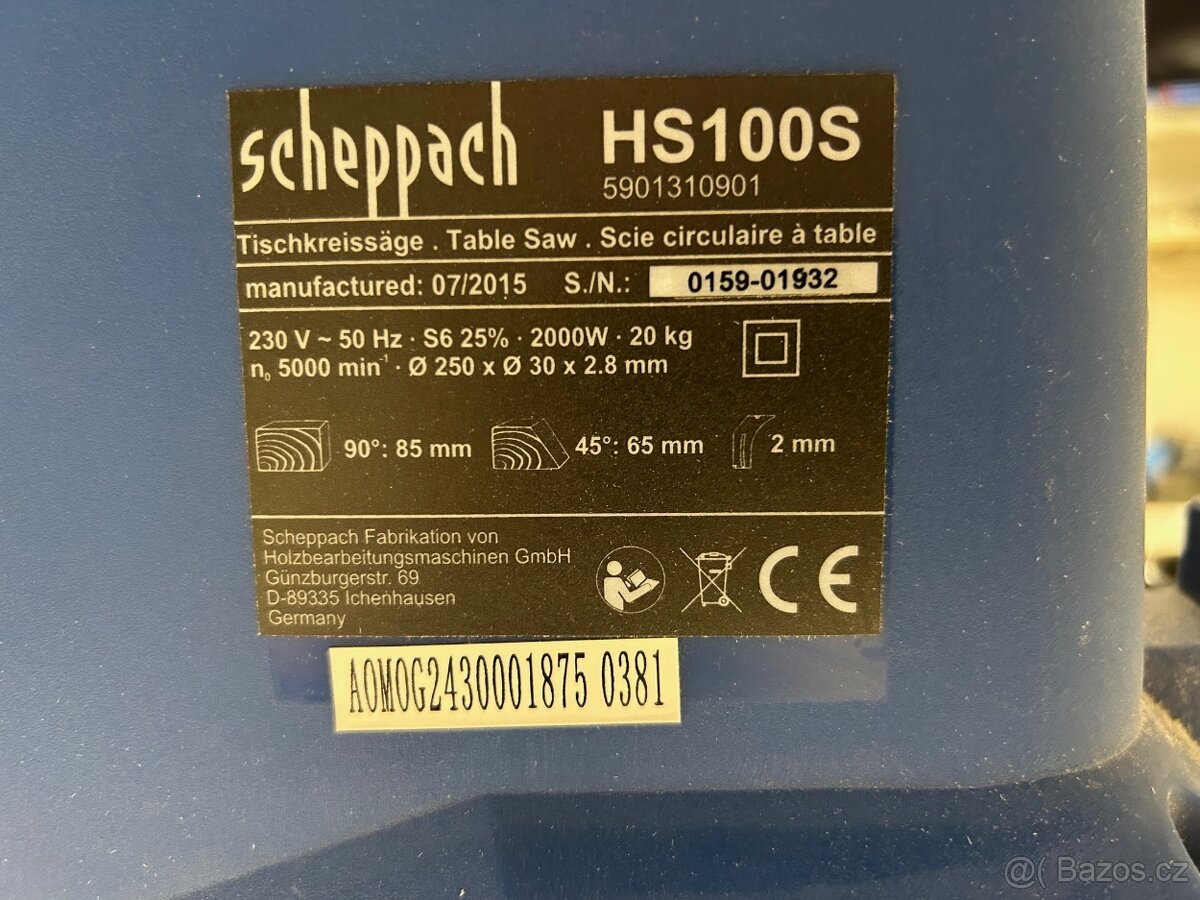 scheppach HS100S
5901310901
Tischkreissäge . Table Saw . Scie circulaire à table
manufactured: 07/2015 S./N.: 0159-01932
230 V ~ 50 Hz · S6 25% · 2000W · 20 kg
n₀ 5000 min⁻¹ · Ø 250 x Ø 30 x 2.8 mm
90°: 85 mm 45°: 65 mm 2 mm
Scheppach Fabrikation von
Holzbearbeitungsmaschinen GmbH
Günzburgerstr. 69
D-89335 Ichenhausen
Germany
CE
AOMOG2430001875 0381
@( Bazoš.cz